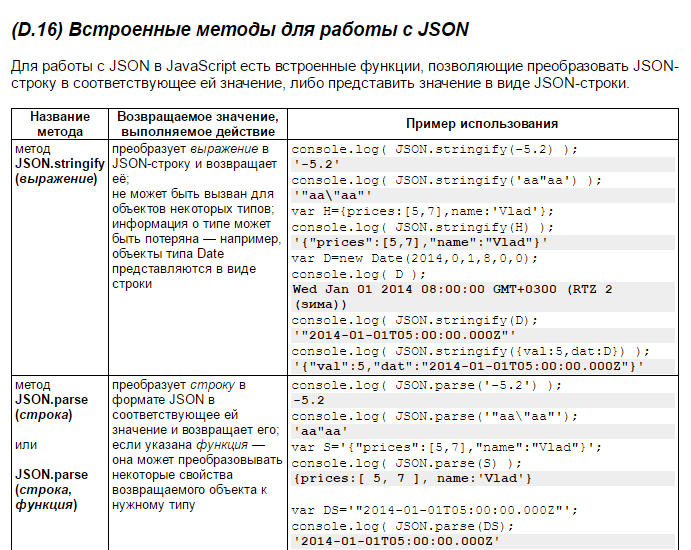 (D.16) Встроенные методы для работы с JSON
Для работы с JSON в JavaScript есть встроенные функции, позволяющие преобразовать JSON-
строку в соответствующее ей значение, либо представить значение в виде JSON-строки.
Название
метода
Возвращаемое значение,
выполняемое действие
Пример использования
метод
JSON.stringify
(выражение)
преобразует выражение в
JSON-строку и возвращает
её;
не может быть вызван для
объектов некоторых типов;
информация о типе может
быть потеряна — например,
объекты типа Date
представляются в виде
строки
console.log( JSON.stringify(-5.2) );
'-5.2'
console.log( JSON.stringify('aa"aa') );
'"aa\"aa"'
var H={prices:[5,7],name:'Vlad'};
console.log( JSON.stringify(H) );
'{"prices":[5,7],"name":"Vlad"}'
var D=new Date(2014,0,1,8,0,0);
console.log( D );
Wed Jan 01 2014 08:00:00 GMT+0300 (RTZ 2
(зима))
console.log( JSON.stringify(D);
'"2014-01-01T05:00:00.000Z"'
console.log( JSON.stringify({val:5,dat:D}) );
'{"val":5,"dat":"2014-01-01T05:00:00.000Z"}'
метод
JSON.parse
(строка)
или
JSON.parse
(строка,
функция)
преобразует строку в
формате JSON в
соответствующее ей
значение и возвращает его;
если указана функция —
она может преобразовывать
некоторые свойства
возвращаемого объекта к
нужному типу
console.log( JSON.parse('-5.2') );
-5.2
console.log( JSON.parse('"aa\"aa"');
'aa"aa'
var S='{"prices":[5,7],"name":"Vlad"}';
console.log( JSON.parse(S) );
{prices:[ 5, 7 ], name:'Vlad'}
var DS='"2014-01-01T05:00:00.000Z"';
console.log( JSON.parse(DS);
'2014-01-01T05:00:00.000Z'